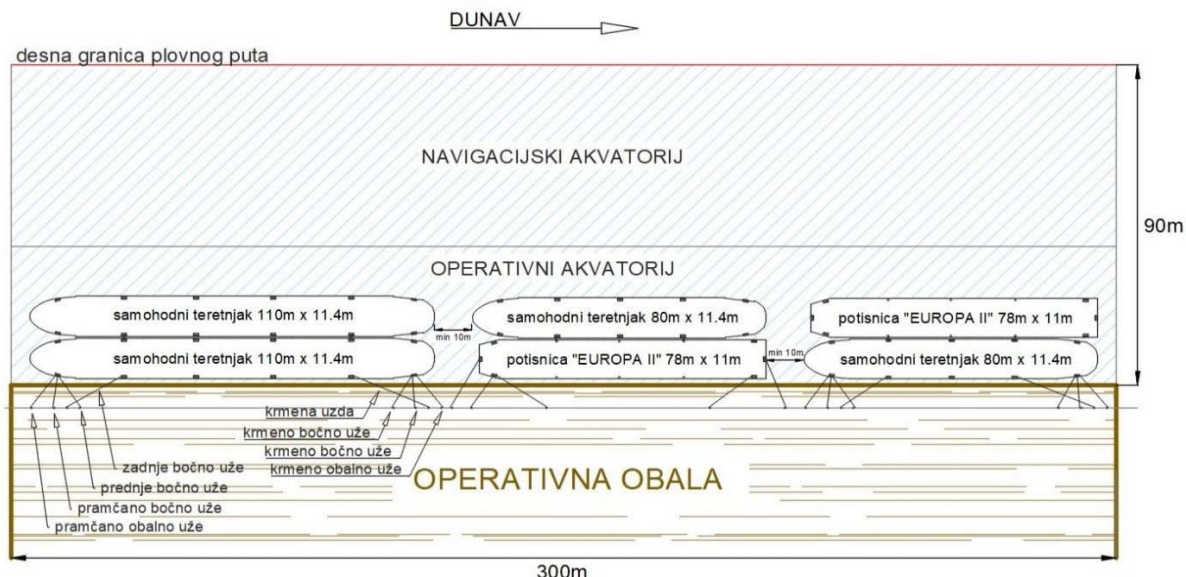 DUNAV
desna granica plovnog puta
NAVIGACIJSKI AKVATORIJ
90m
OPERATIVNI AKVATORIJ
samohodni teretnjak 110m x 11.4m
min 10m
samohodni teretnjak 80m x 11.4m
potisnica "EUROPA II" 78m x 11m
samohodni teretnjak 110m x 11.4m
potisnica "EUROPA II" 78m x 11m
min 10m
samohodni teretnjak 80m x 11.4m
krmena uzda
krmeno bočno uže
krmeno bočno uže
krmeno obalno uže
zadnje bočno uže
prednje bočno uže
pramčano bočno uže
pramčano obalno uže
OPERATIVNA OBALA
300m